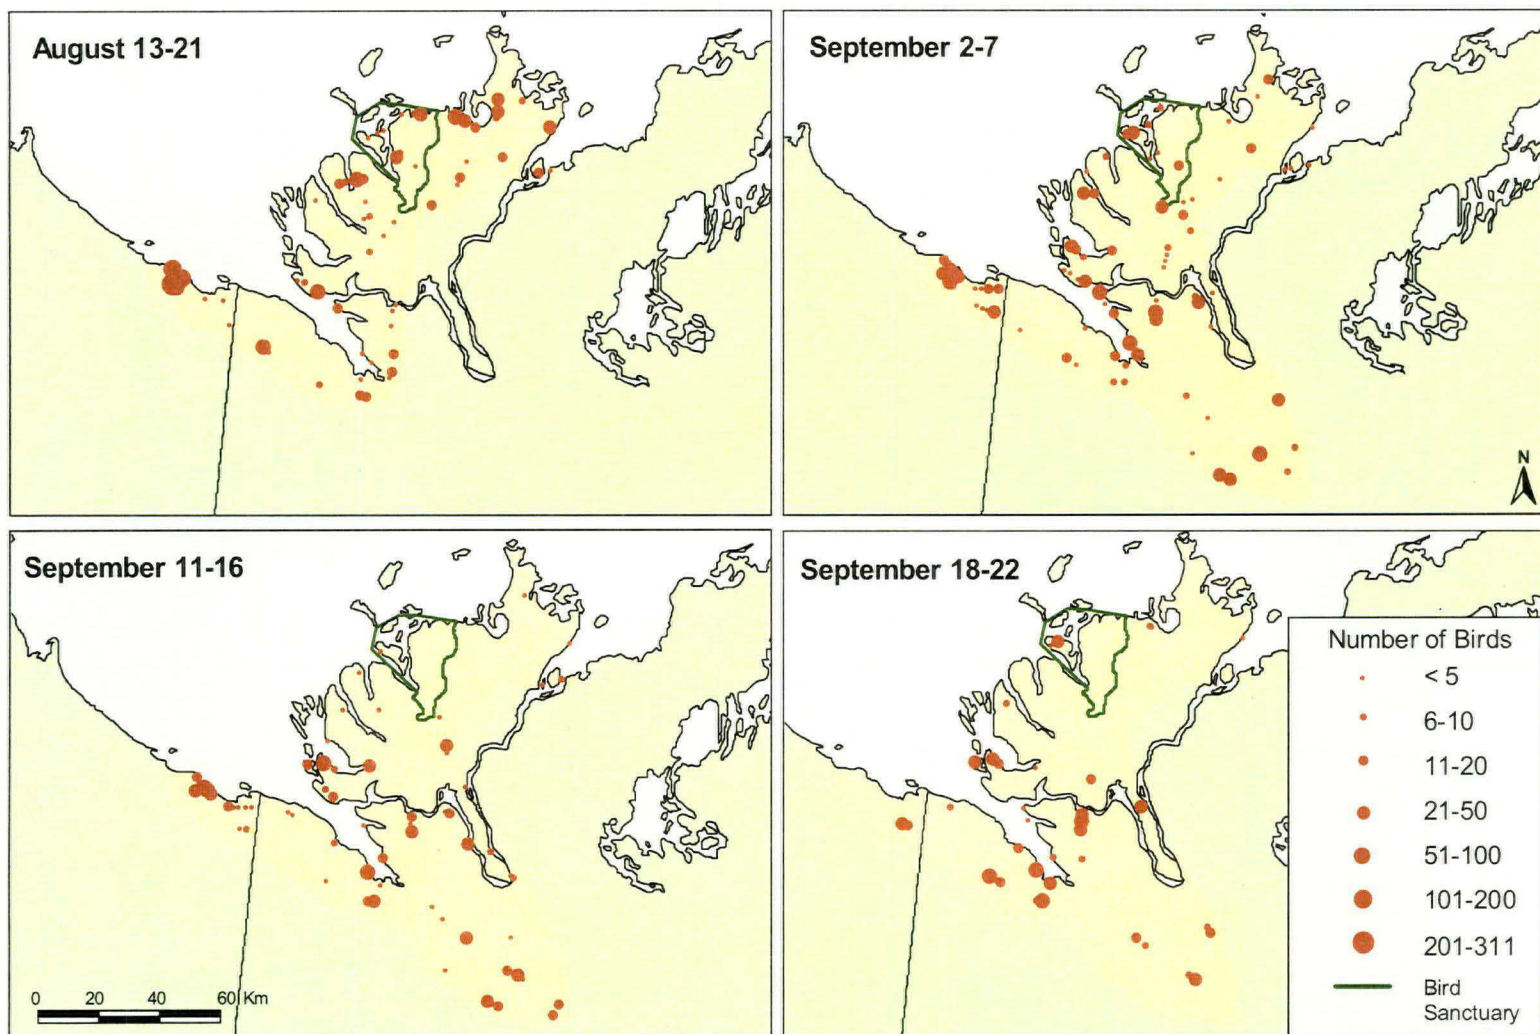 August 13-21
September 2-7
N
September 11-16
0 20 40 60 Km
September 18-22
Number of Birds
< 5
6-10
11-20
21-50
51-100
101-200
201-311
Bird
Sanctuary